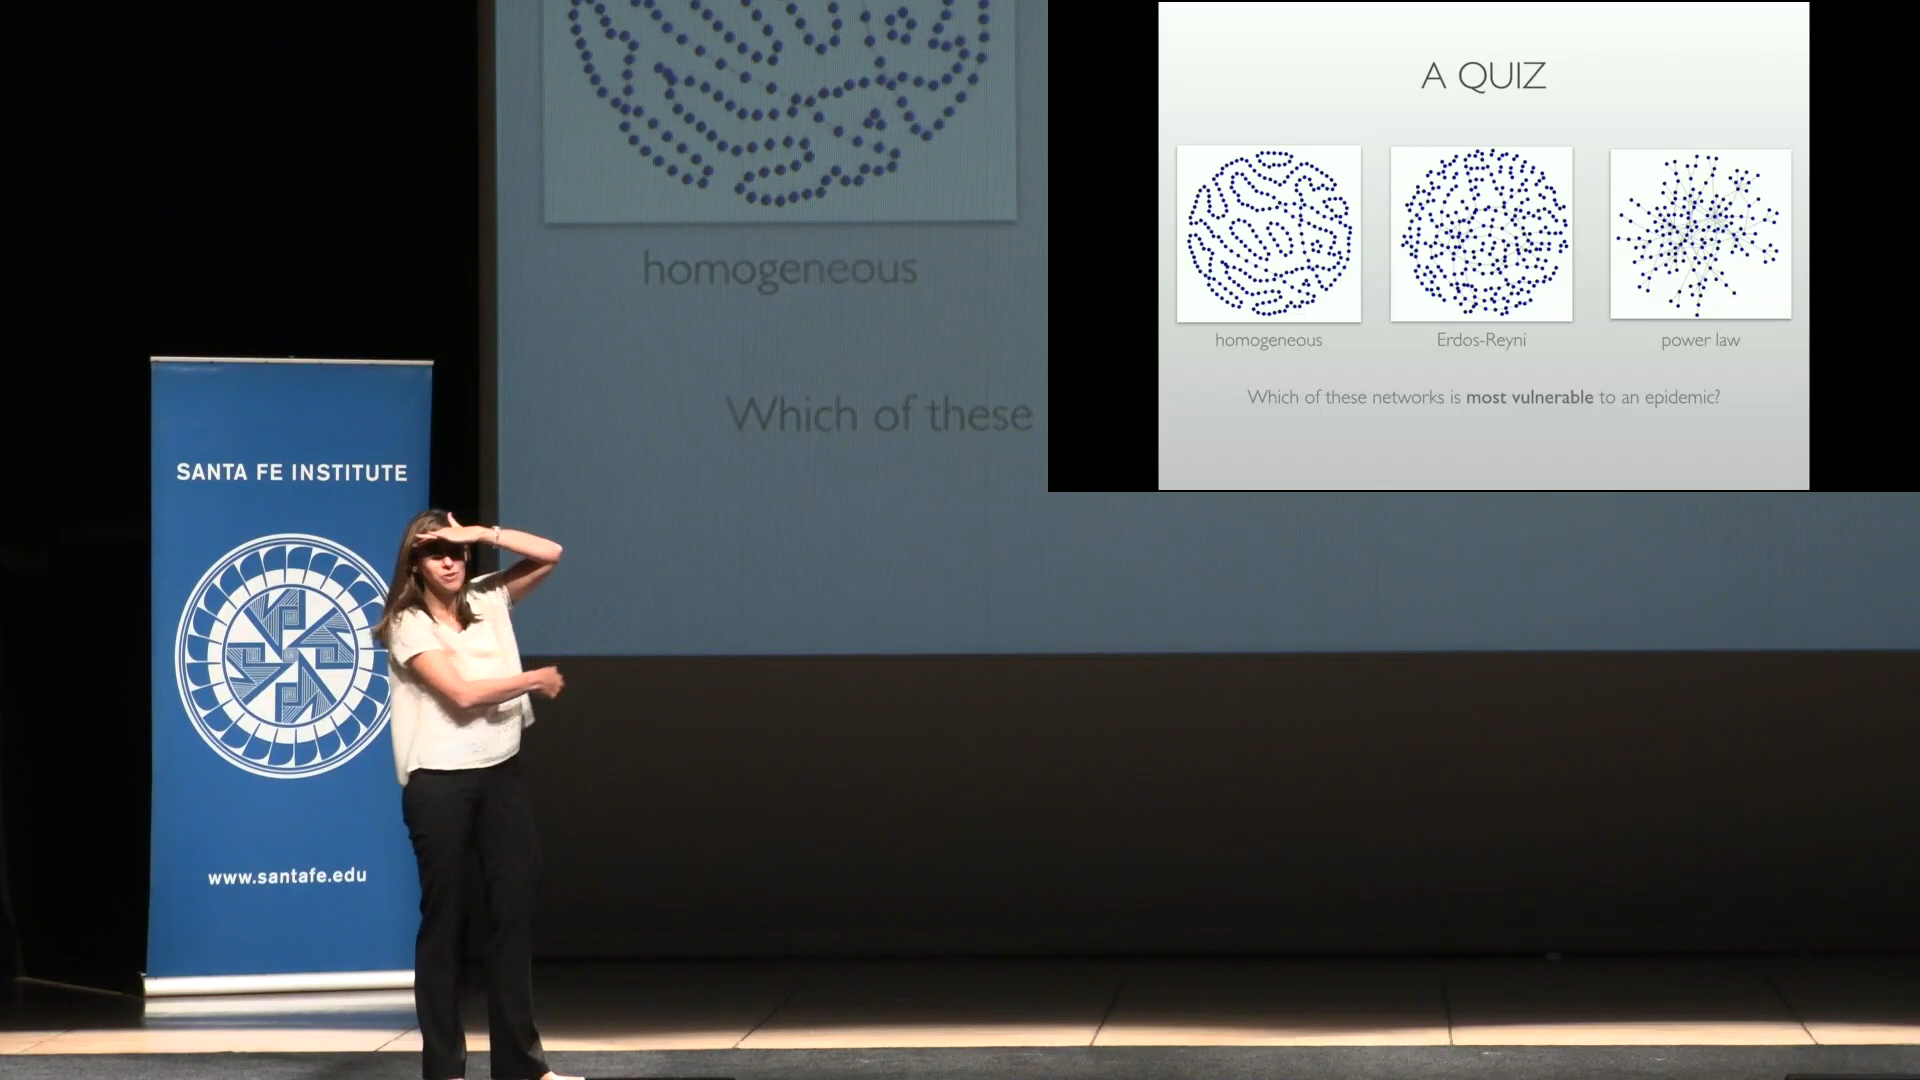 A QUIZ
homogeneous
Erdos-Reyni
power law
Which of these networks is most vulnerable to an epidemic?
homogeneous
Which of these
SANTA FE INSTITUTE
www.santafe.edu